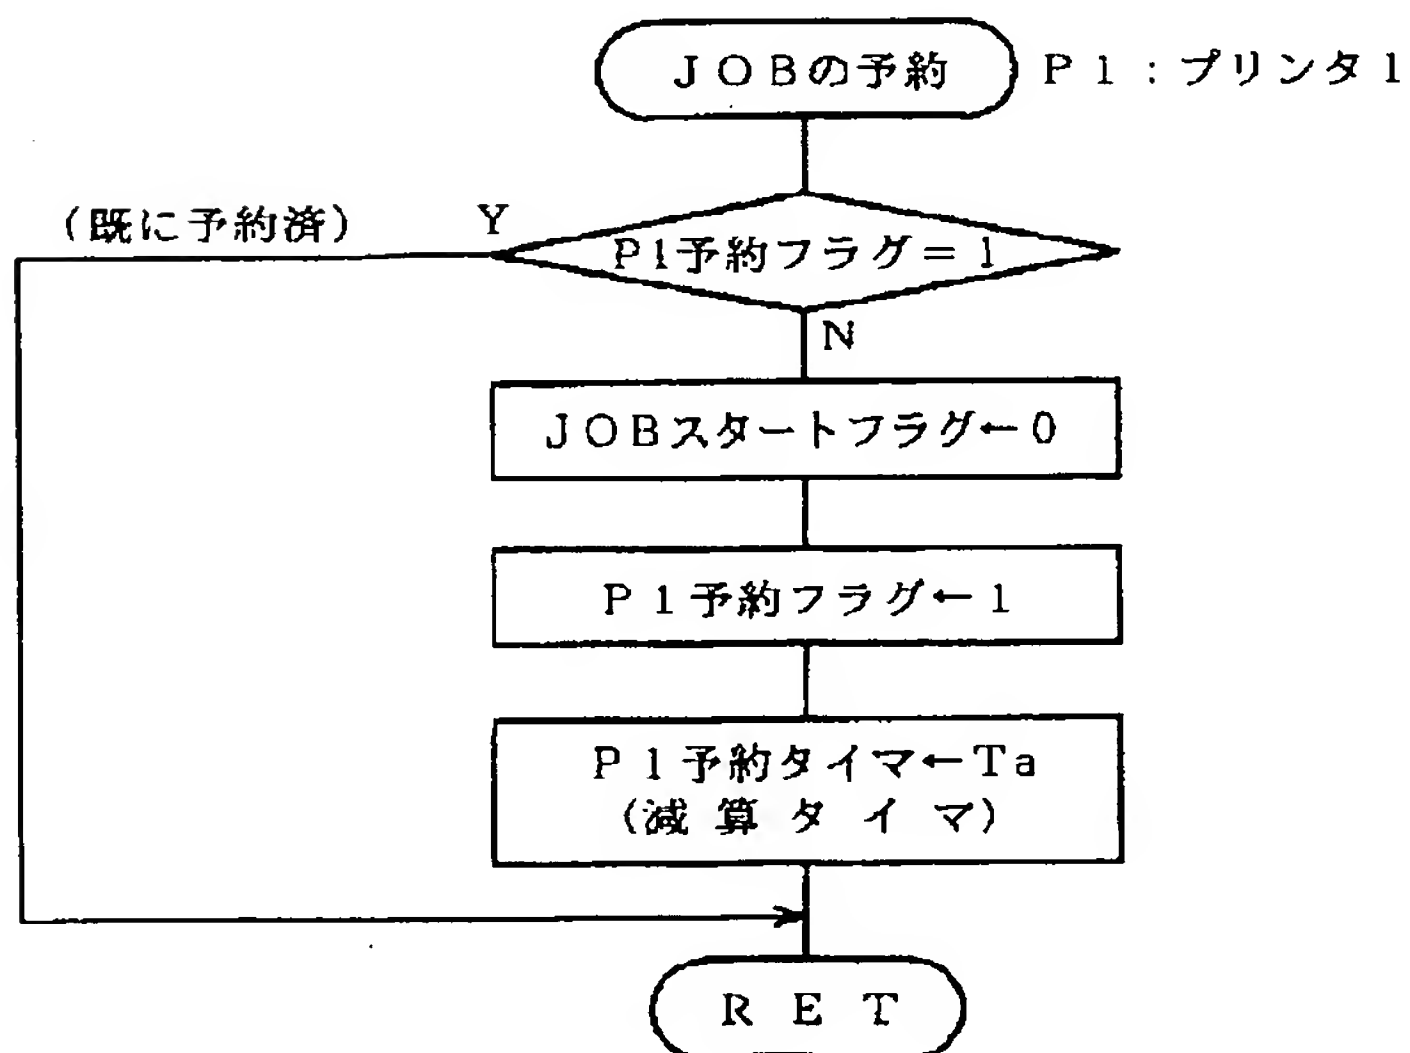 JOBの予約
P1:プリンタ1
(既に予約済)
Y
P1予約フラグ=1
N
JOBスタートフラグ←0
P1予約フラグ←1
P1予約タイマ←Ta
(減算タイマ)
RET